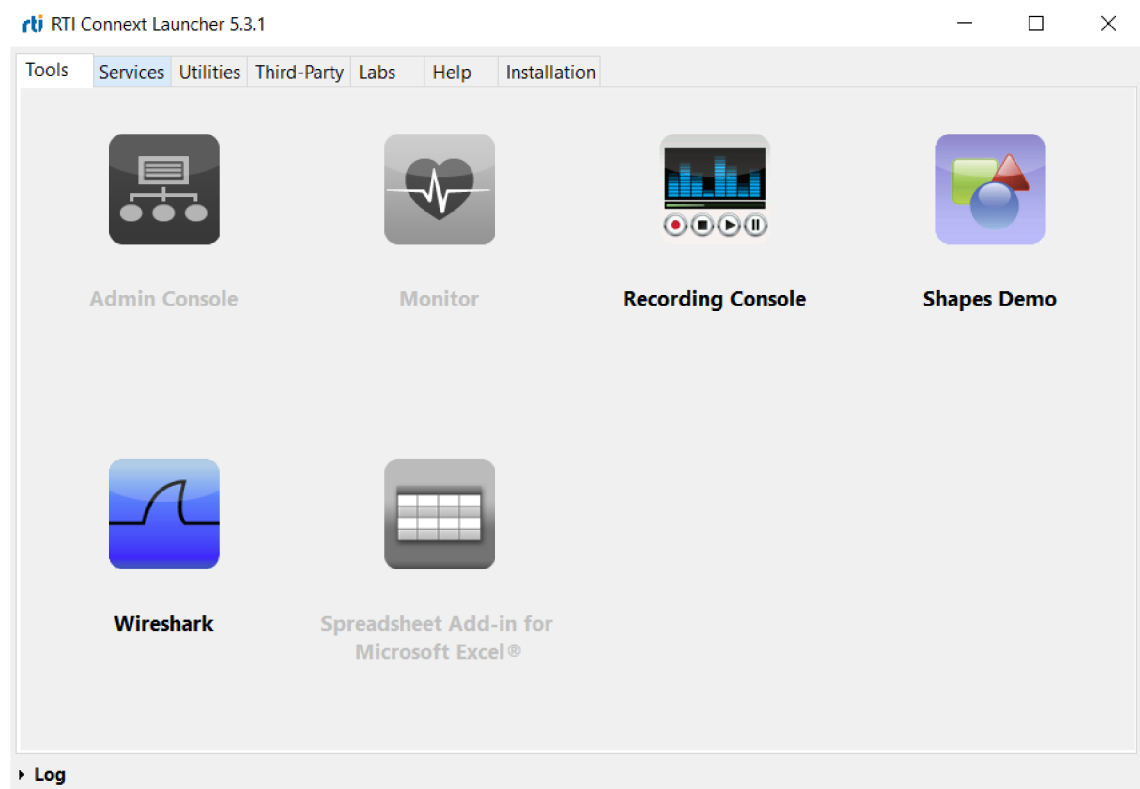 rti RTI Connext Launcher 5.3.1
Tools Services Utilities Third-Party Labs Help Installation
Admin Console Monitor Recording Console Shapes Demo
Wireshark Spreadsheet Add-in for
Microsoft Excel®
Log